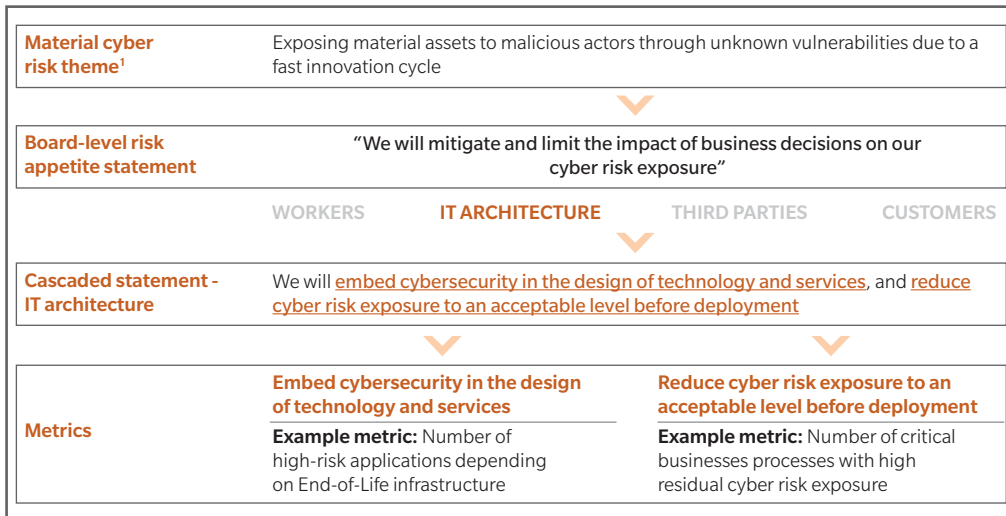 Material cyber
risk theme1
Exposing material assets to malicious actors through unknown vulnerabilities due to a
fast innovation cycle
Board-level risk
appetite statement
“We will mitigate and limit the impact of business decisions on our
cyber risk exposure”
WORKERS IT ARCHITECTURE THIRD PARTIES CUSTOMERS
Cascaded statement -
IT architecture
We will embed cybersecurity in the design of technology and services, and reduce
cyber risk exposure to an acceptable level before deployment
Metrics
Embed cybersecurity in the design
of technology and services
Example metric: Number of
high-risk applications depending
on End-of-Life infrastructure
Reduce cyber risk exposure to an
acceptable level before deployment
Example metric: Number of critical
businesses processes with high
residual cyber risk exposure